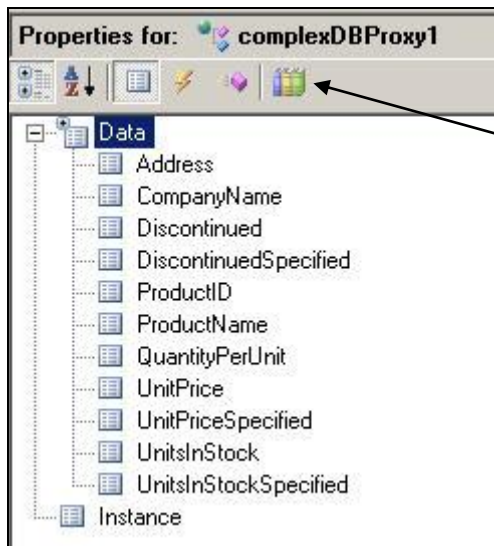 Properties for: complexDBProxy1
Data
Address
CompanyName
Discontinued
DiscontinuedSpecified
ProductID
ProductName
QuantityPerUnit
UnitPrice
UnitPriceSpecified
UnitsInStock
UnitsInStockSpecified
Instance